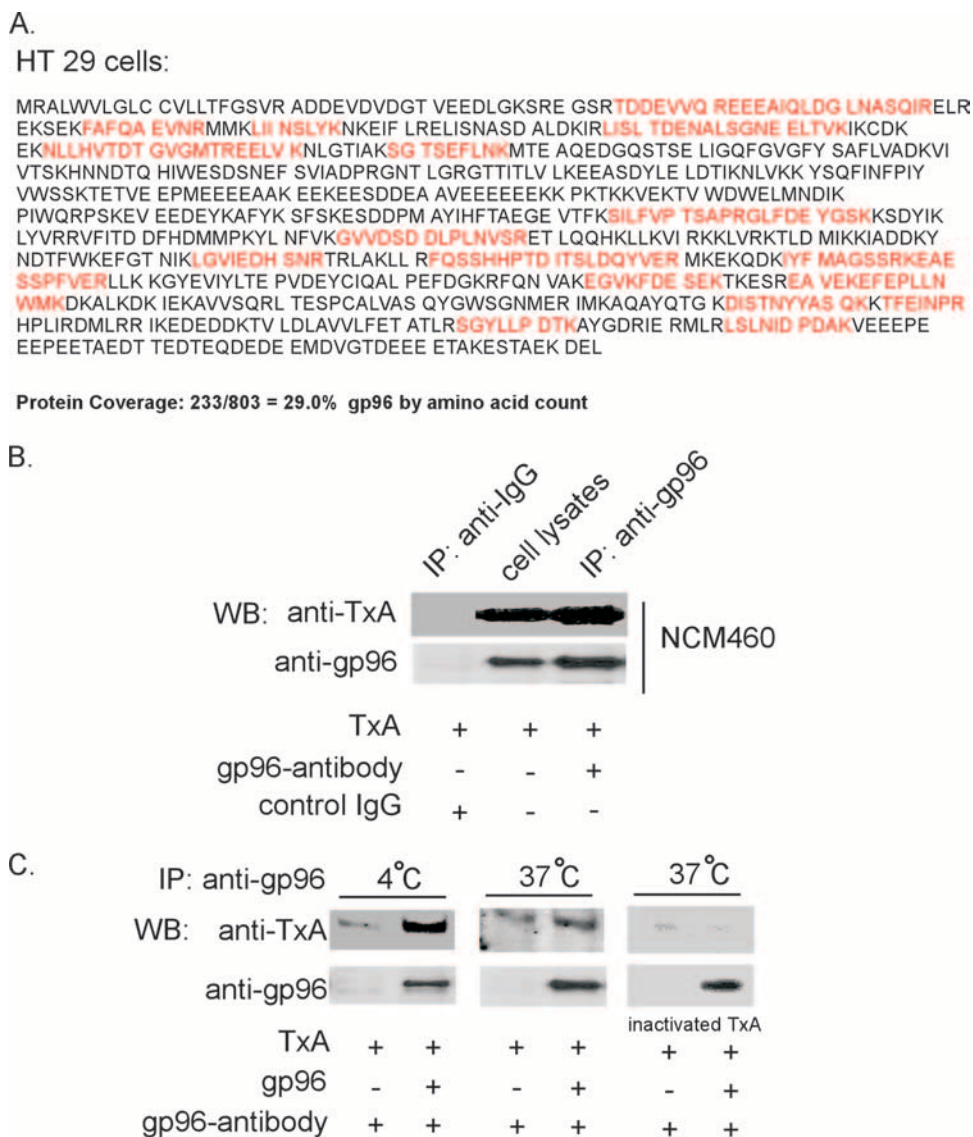 A.
HT 29 cells:
MRALWVLGLC CVLLTFGSVR ADDEVDVDGT VEEDLGKSRE GSRTDDEVVQ REEEAIQLDG LNASQIRELR
EKSEKFAFQA EVNRMMKLII NSLYKNKEIF LRELISNASD ALDKIRLISL TDENALSGNE ELTVKIKCDK
EKNLLHVTDT GVGMTREELV KNLGTIAKSG TSEFLNKMTE AQEDGQSTSE LIGQFGVGFY SAFLVADKVI
VTSKHNNDTQ HIWESDSNEF SVIADPRGNT LGRGTTITLV LKEEASDYLE LDTIKNLVKK YSQFINFPIY
VWSSKTETVE EPMEEEEAAK EEKEESDDEA AVEEEEEEKK PKTKKVEKTV WDWELMNDIK
PIWQRPSKEV EEDEYKAFYK SFSKESDDPM AYIHFTAEGE VTFKSILFVP TSAPRGLFDE YGSKKSDYIK
LYVRRVFITD DFHDMMPKYL NFVKGVVDSD DLPLNVSRET LQQHKLLKVI RKKLVRKTLD MIKKIADDKY
NDTFWKEFGT NIKLGVIEDH SNRTRLAKLL RFQSSHHPTD ITSLDQYVER MKEKQDKIYF MAGSSRKEAE
SSPFVERLLK KGYEVIYLTE PVDEYCIQAL PEFDGKRFQN VAKEGVKFDE SEKTKESREA VEKEFEPLLN
WMKDKALKDK IEKAVVSQRL TESPCALVAS QYGWSGNMER IMKAQAYQTG KDISTNYYAS QKKTFEINPR
HPLIRDMLRR IKEDEDDKTV LDLAVVLFET ATLRSGYLLP DTKAYGDRIE RMLRLSLNID PDAKVEEEPE
EEPEETAEDT TEDTEQDEDE EMDVGTDEEE ETAKESTAEK DEL
Protein Coverage: 233/803 = 29.0% gp96 by amino acid count
B.
IP: anti-IgG cell lysates IP: anti-gp96
WB: anti-TxA
anti-gp96
NCM460
TxA + + +
gp96-antibody - - +
control IgG + - -
C.
IP: anti-gp96 4°C 37°C 37°C
WB: anti-TxA
anti-gp96
inactivated TxA
TxA + + + + + +
gp96 - + - + - +
gp96-antibody + + + + + +